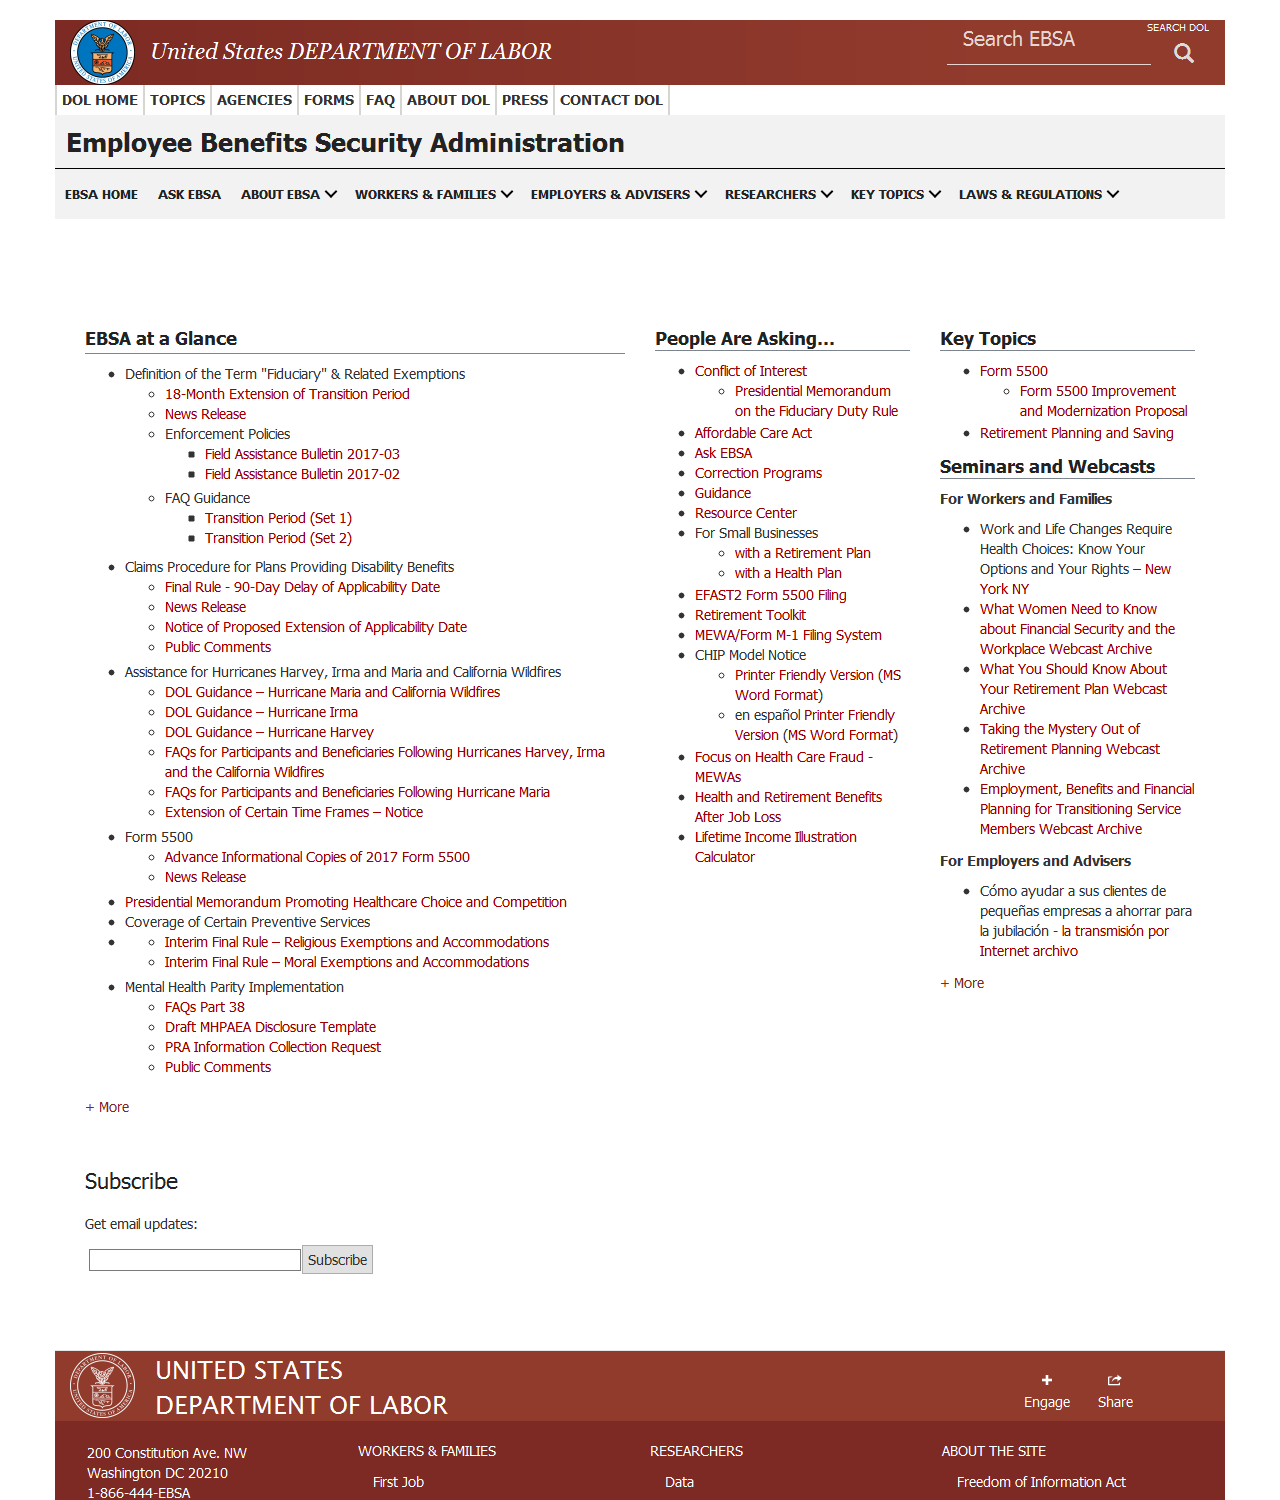 United States DEPARTMENT OF LABOR
Search EBSA
SEARCH DOL
DOL HOME TOPICS AGENCIES FORMS FAQ ABOUT DOL PRESS CONTACT DOL
Employee Benefits Security Administration
EBSA HOME ASK EBSA ABOUT EBSA WORKERS & FAMILIES EMPLOYERS & ADVISERS RESEARCHERS KEY TOPICS LAWS & REGULATIONS
EBSA at a Glance
Definition of the Term "Fiduciary" & Related Exemptions
18-Month Extension of Transition Period
News Release
Enforcement Policies
Field Assistance Bulletin 2017-03
Field Assistance Bulletin 2017-02
FAQ Guidance
Transition Period (Set 1)
Transition Period (Set 2)
Claims Procedure for Plans Providing Disability Benefits
Final Rule - 90-Day Delay of Applicability Date
News Release
Notice of Proposed Extension of Applicability Date
Public Comments
Assistance for Hurricanes Harvey, Irma and Maria and California Wildfires
DOL Guidance – Hurricane Maria and California Wildfires
DOL Guidance – Hurricane Irma
DOL Guidance – Hurricane Harvey
FAQs for Participants and Beneficiaries Following Hurricanes Harvey, Irma
and the California Wildfires
FAQs for Participants and Beneficiaries Following Hurricane Maria
Extension of Certain Time Frames – Notice
Form 5500
Advance Informational Copies of 2017 Form 5500
News Release
Presidential Memorandum Promoting Healthcare Choice and Competition
Coverage of Certain Preventive Services
Interim Final Rule – Religious Exemptions and Accommodations
Interim Final Rule – Moral Exemptions and Accommodations
Mental Health Parity Implementation
FAQs Part 38
Draft MHPAEA Disclosure Template
PRA Information Collection Request
Public Comments
+ More
People Are Asking...
Conflict of Interest
Presidential Memorandum
on the Fiduciary Duty Rule
Affordable Care Act
Ask EBSA
Correction Programs
Guidance
Resource Center
For Small Businesses
with a Retirement Plan
with a Health Plan
EFAST2 Form 5500 Filing
Retirement Toolkit
MEWA/Form M-1 Filing System
CHIP Model Notice
Printer Friendly Version (MS
Word Format)
en español Printer Friendly
Version (MS Word Format)
Focus on Health Care Fraud -
MEWAs
Health and Retirement Benefits
After Job Loss
Lifetime Income Illustration
Calculator
Key Topics
Form 5500
Form 5500 Improvement
and Modernization Proposal
Retirement Planning and Saving
Seminars and Webcasts
For Workers and Families
Work and Life Changes Require
Health Choices: Know Your
Options and Your Rights – New
York NY
What Women Need to Know
about Financial Security and the
Workplace Webcast Archive
What You Should Know About
Your Retirement Plan Webcast
Archive
Taking the Mystery Out of
Retirement Planning Webcast
Archive
Employment, Benefits and Financial
Planning for Transitioning Service
Members Webcast Archive
For Employers and Advisers
Cómo ayudar a sus clientes de
pequeñas empresas a ahorrar para
la jubilación - la transmisión por
Internet archivo
+ More
Subscribe
Get email updates:
Subscribe
UNITED STATES
DEPARTMENT OF LABOR
Engage
Share
200 Constitution Ave. NW
Washington DC 20210
1-866-444-EBSA
WORKERS & FAMILIES
First Job
RESEARCHERS
Data
ABOUT THE SITE
Freedom of Information Act